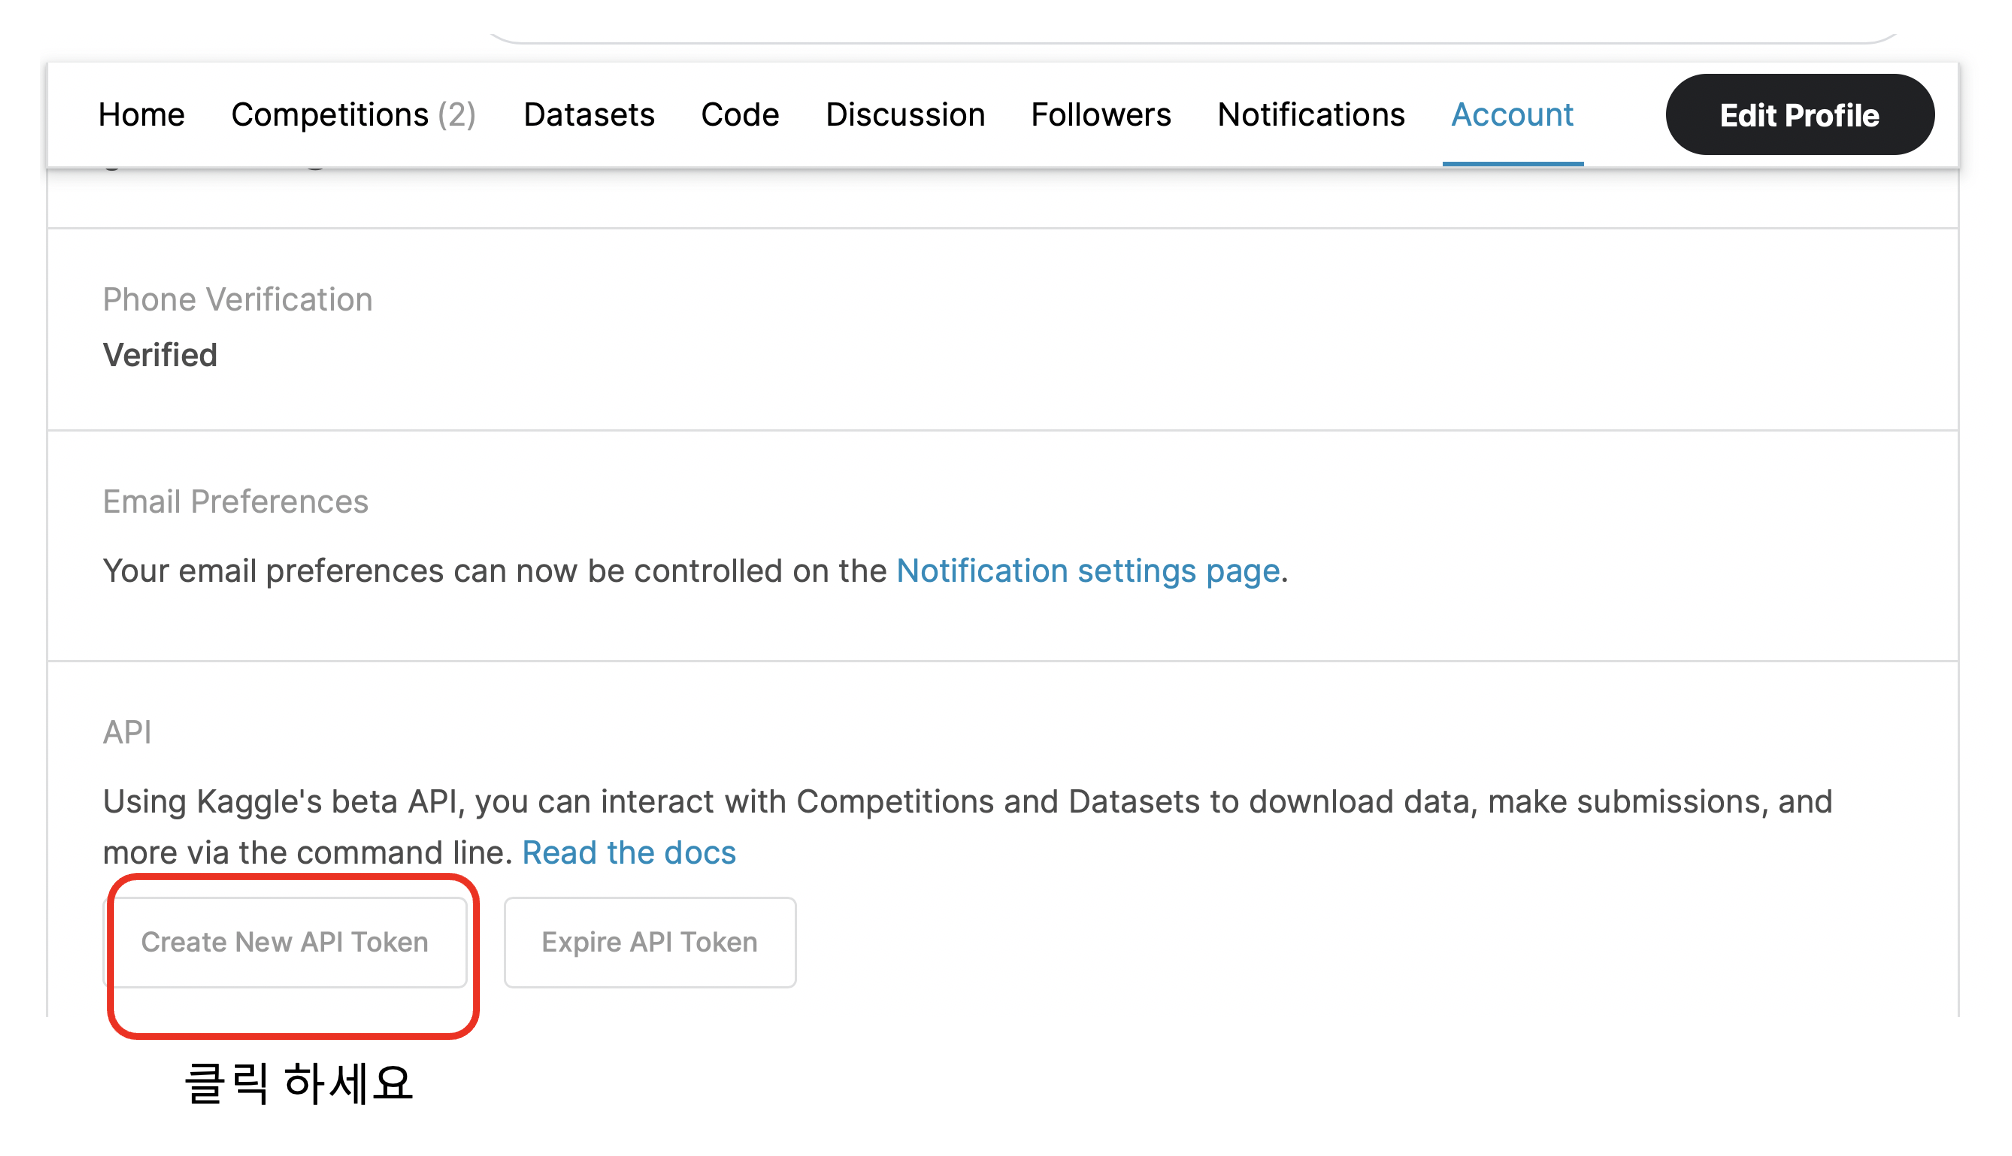 Home Competitions (2) Datasets Code Discussion Followers Notifications Account Edit Profile
Phone Verification
Verified
Email Preferences
Your email preferences can now be controlled on the Notification settings page.
API
Using Kaggle's beta API, you can interact with Competitions and Datasets to download data, make submissions, and
more via the command line. Read the docs
Create New API Token Expire API Token
클릭 하세요